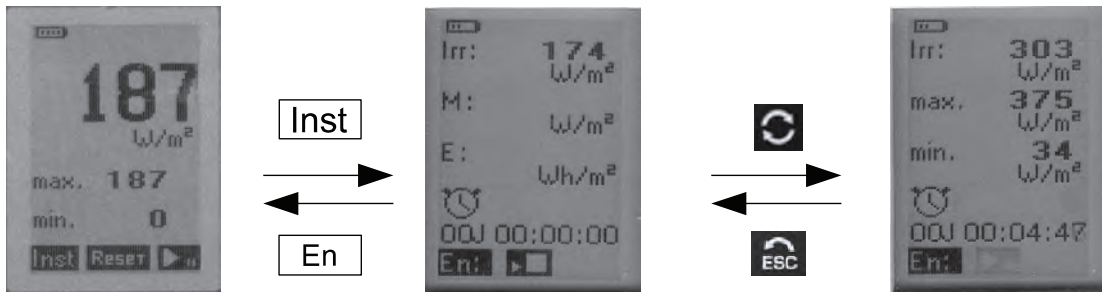 187
W/m²
max. 187
min. 0
Inst RESET
Inst
En
Irr: 174
W/m²
M:
W/m²
E:
Wh/m²
00J 00:00:00
En:
ESC
Irr: 303
W/m²
max. 375
W/m²
min. 34
W/m²
00J 00:04:47
En: